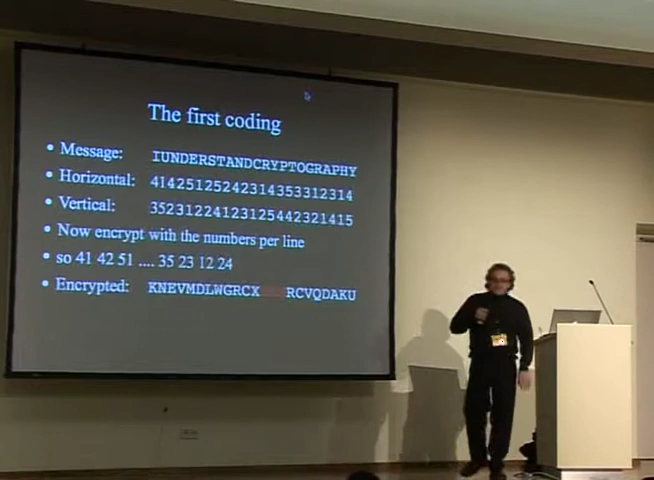 The first coding
• Message: IUNDERSTANDCRYPTOGRAPHY
• Horizontal: 41425125242314353312314
• Vertical: 35231224123125442321415
• Now encrypt with the numbers per line
• so 41 42 51 .... 35 23 12 24
• Encrypted: KNEVMDLWGRCX RCVQDAKU